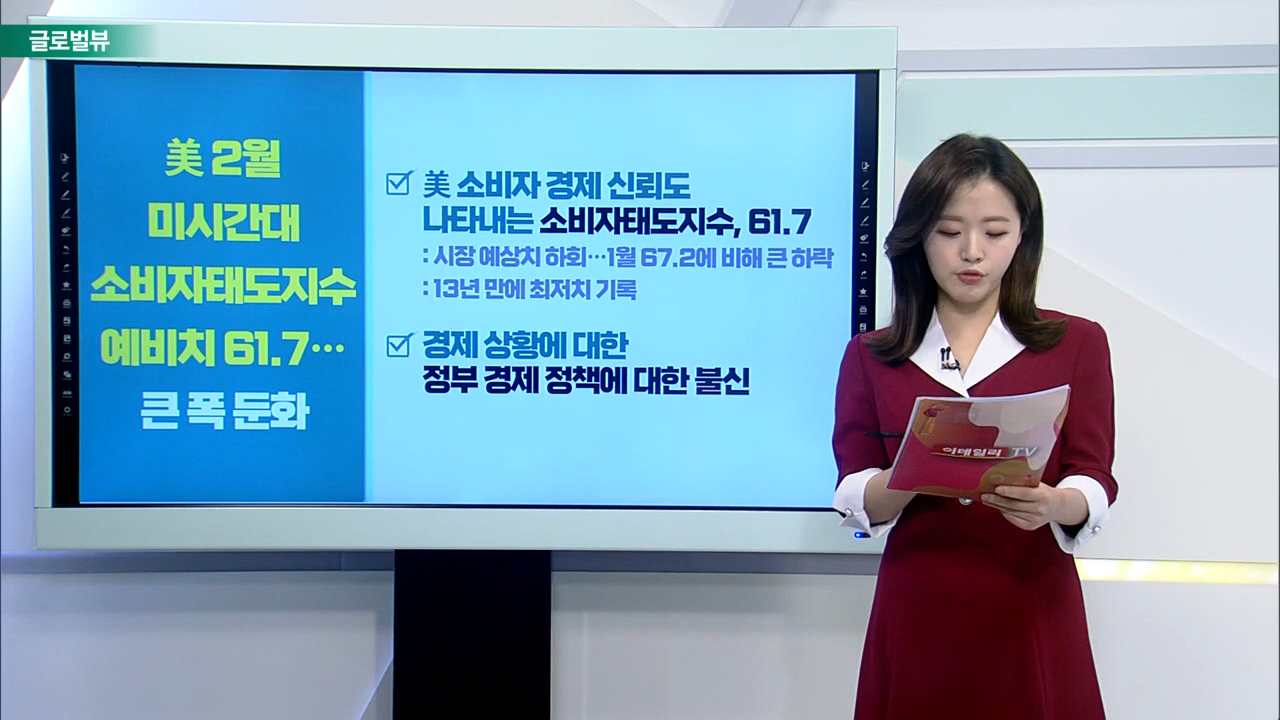 글로벌뷰
美 2월
미시간대
소비자태도지수
예비치 61.7…
큰 폭 둔화
美 소비자 경제 신뢰도
나타내는 소비자태도지수, 61.7
: 시장 예상치 하회…1월 67.2에 비해 큰 하락
: 13년 만에 최저치 기록
경제 상황에 대한
정부 경제 정책에 대한 불신
이데일리 TV